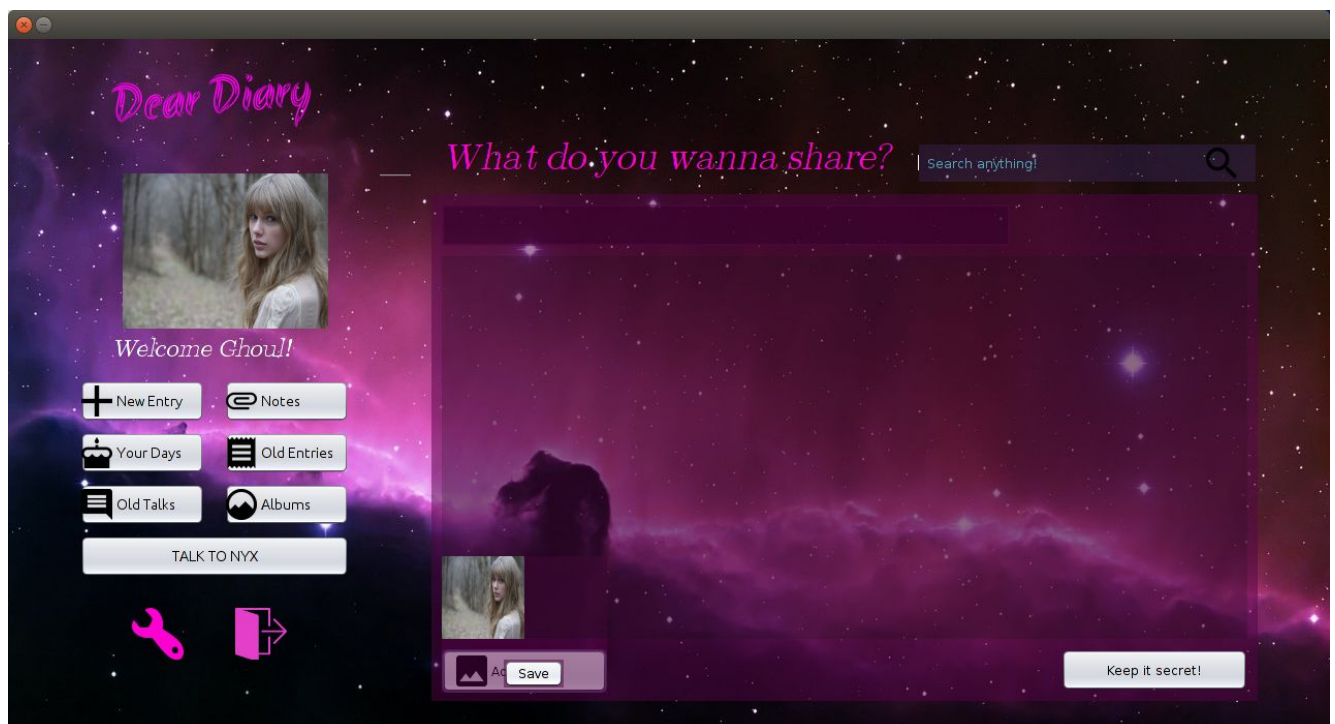 Dear Diary
What do you wanna share?
Search anything!
Welcome Ghoul!
New Entry
Notes
Your Days
Old Entries
Old Talks
Albums
TALK TO NYX
Save
Keep it secret!